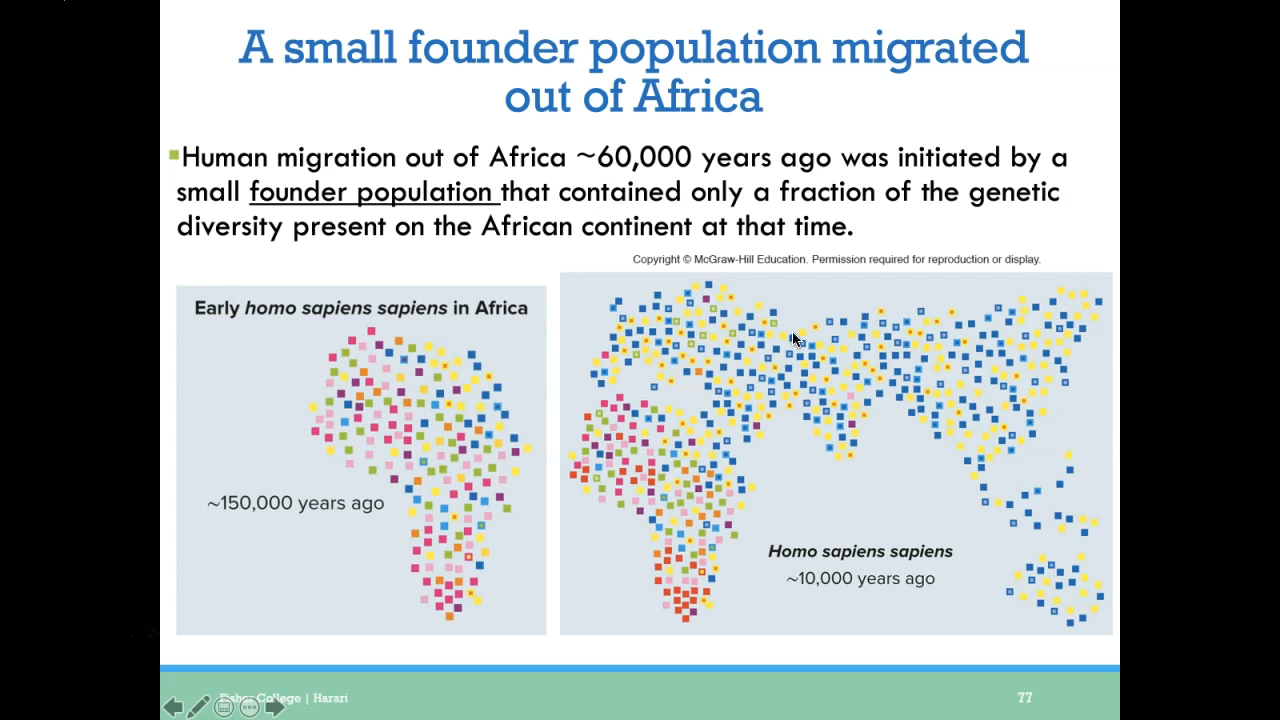 A small founder population migrated
out of Africa
Human migration out of Africa ~60,000 years ago was initiated by a
small founder population that contained only a fraction of the genetic
diversity present on the African continent at that time.
Copyright © McGraw-Hill Education. Permission required for reproduction or display.
Early homo sapiens sapiens in Africa
~150,000 years ago
Homo sapiens sapiens
~10,000 years ago
Fisher College | Harari
77